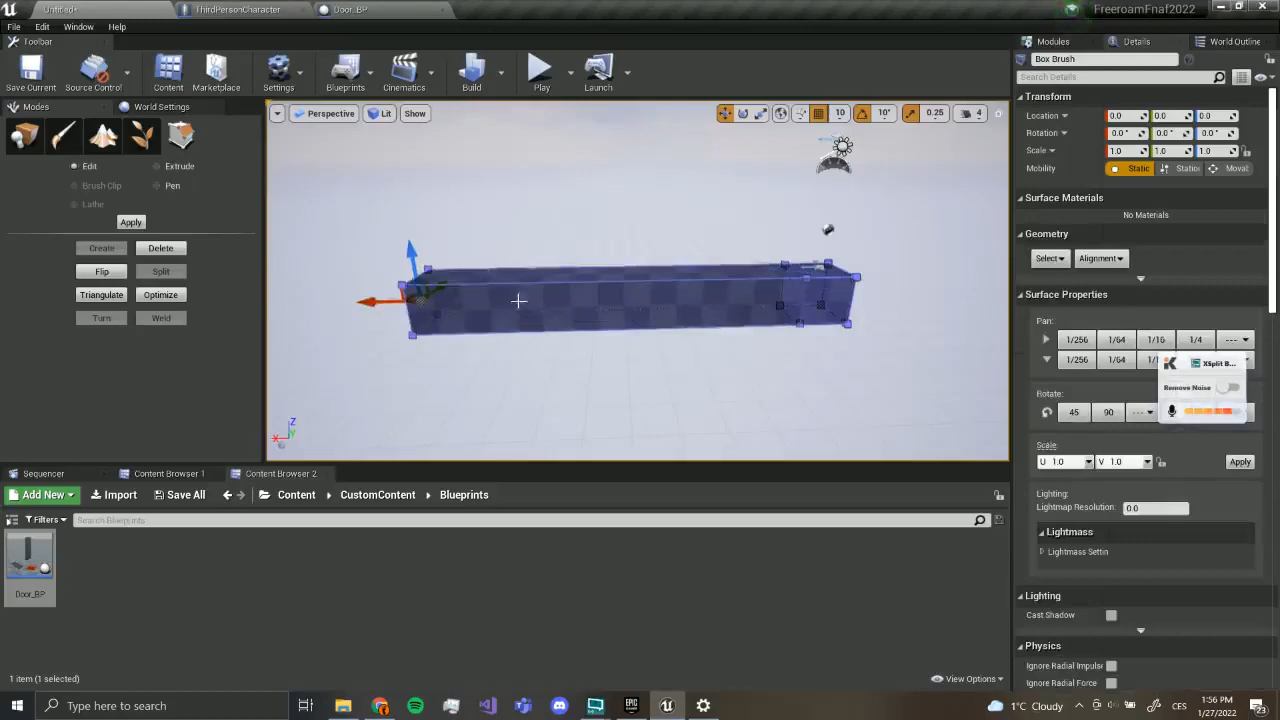 Untitled*
ThirdPersonCharacter
Door_BP
FreeroamFnaf2022
File Edit Window Help
Toolbar
Modules
Details
World Outline
Save Current
Source Control
Content
Marketplace
Settings
Blueprints
Cinematics
Build
Play
Launch
Box Brush
Search Details
Modes
World Settings
Perspective
Lit
Show
10
10°
0.25
4
Transform
Location
0.0 0.0 0.0
Rotation
0.0 ° 0.0 ° 0.0 °
Scale
1.0 1.0 1.0
Mobility
Static
Station
Movab
Edit
Extrude
Brush Clip
Pen
Lathe
Apply
Create
Delete
Flip
Split
Triangulate
Optimize
Turn
Weld
Surface Materials
No Materials
Geometry
Select
Alignment
Surface Properties
Pan:
1/256 1/64 1/16 1/4 ---
1/256 1/64
XSplit B...
Remove Noise
Rotate:
45 90 ---
Scale:
U 1.0
V 1.0
Apply
Lighting:
Lightmap Resolution:
0.0
Lightmass
Lightmass Settin
Lighting
Cast Shadow
Physics
Ignore Radial Impulse
Ignore Radial Force
Z
X
Y
Sequencer
Content Browser 1
Content Browser 2
Add New
Import
Save All
Content
CustomContent
Blueprints
Filters
Search Blueprints
Door_BP
1 item (1 selected)
View Options
Type here to search
EPIC
1°C Cloudy
CES
1:56 PM
1/27/2022
23